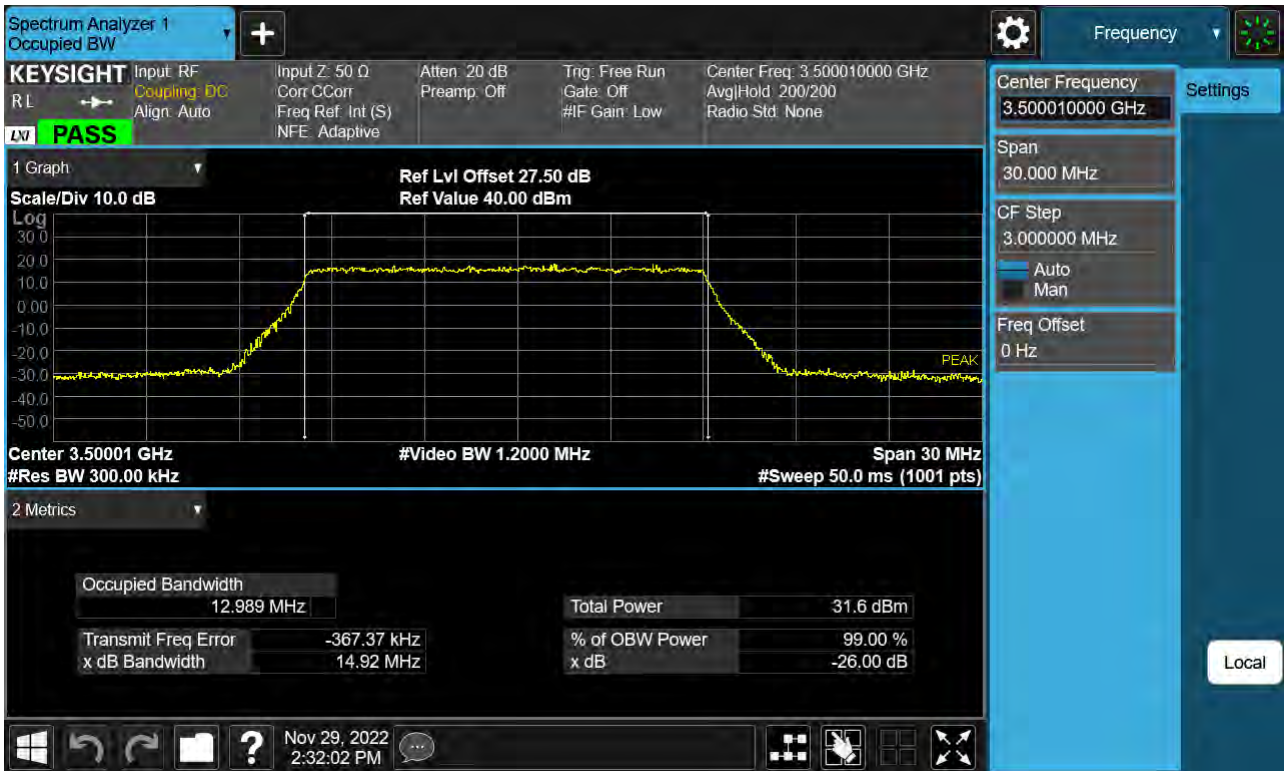 Spectrum Analyzer 1
Occupied BW
+
Frequency
KEYSIGHT
R L
LXI
PASS
Input: RF
Coupling: DC
Align: Auto
Input Z: 50 Ω
Corr CCorr
Freq Ref: Int (S)
NFE: Adaptive
Atten: 20 dB
Preamp: Off
Trig: Free Run
Gate: Off
#IF Gain: Low
Center Freq: 3.500010000 GHz
Avg|Hold: 200/200
Radio Std: None
Center Frequency
3.500010000 GHz
Settings
Span
30.000 MHz
CF Step
3.000000 MHz
Auto
Man
Freq Offset
0 Hz
Local
1 Graph
Scale/Div 10.0 dB
Ref Lvl Offset 27.50 dB
Ref Value 40.00 dBm
Log
30.0
20.0
10.0
0.00
-10.0
-20.0
-30.0
-40.0
-50.0
PEAK
Center 3.50001 GHz
#Res BW 300.00 kHz
#Video BW 1.2000 MHz
Span 30 MHz
#Sweep 50.0 ms (1001 pts)
2 Metrics
Occupied Bandwidth
12.989 MHz
Transmit Freq Error -367.37 kHz
x dB Bandwidth 14.92 MHz
Total Power 31.6 dBm
% of OBW Power 99.00 %
x dB -26.00 dB
?
Nov 29, 2022
2:32:02 PM